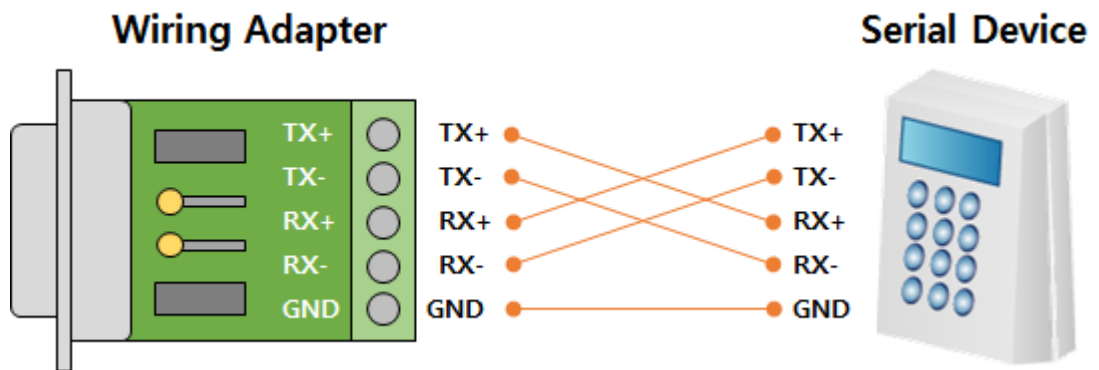 Wiring Adapter
Serial Device
TX+ TX+ TX+
TX- TX- TX-
RX+ RX+ RX+
RX- RX- RX-
GND GND GND